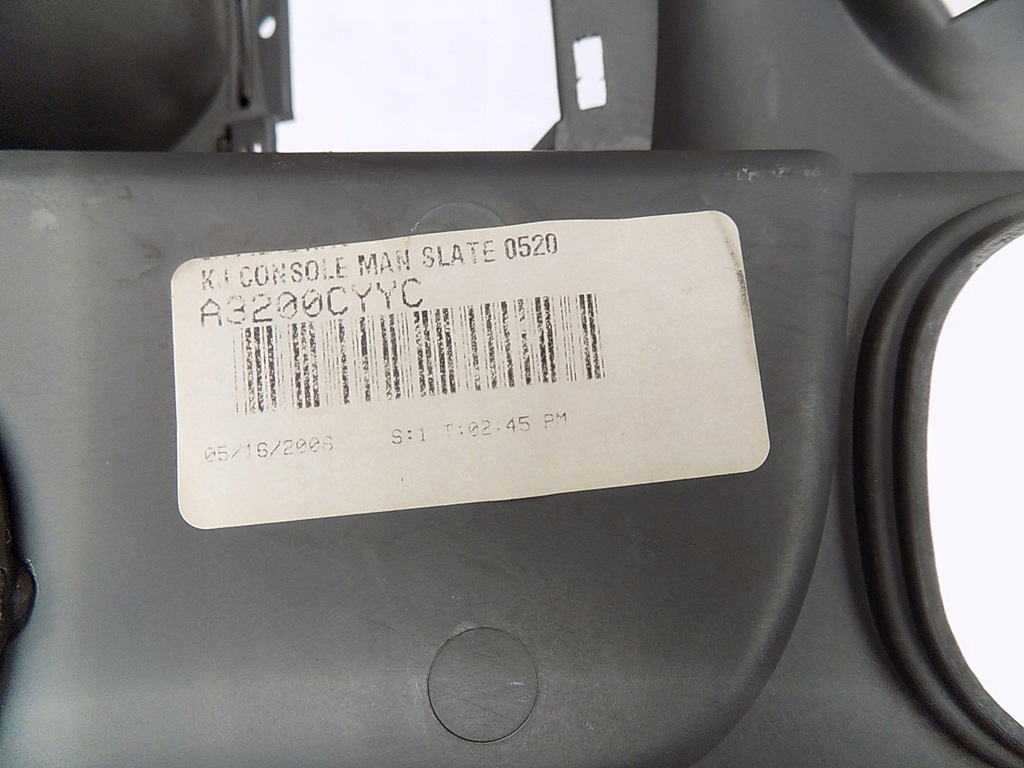 KJ CONSOLE MAN SLATE 0520
A3200CYYC
05/16/2006 S:1 T:02:45 PM